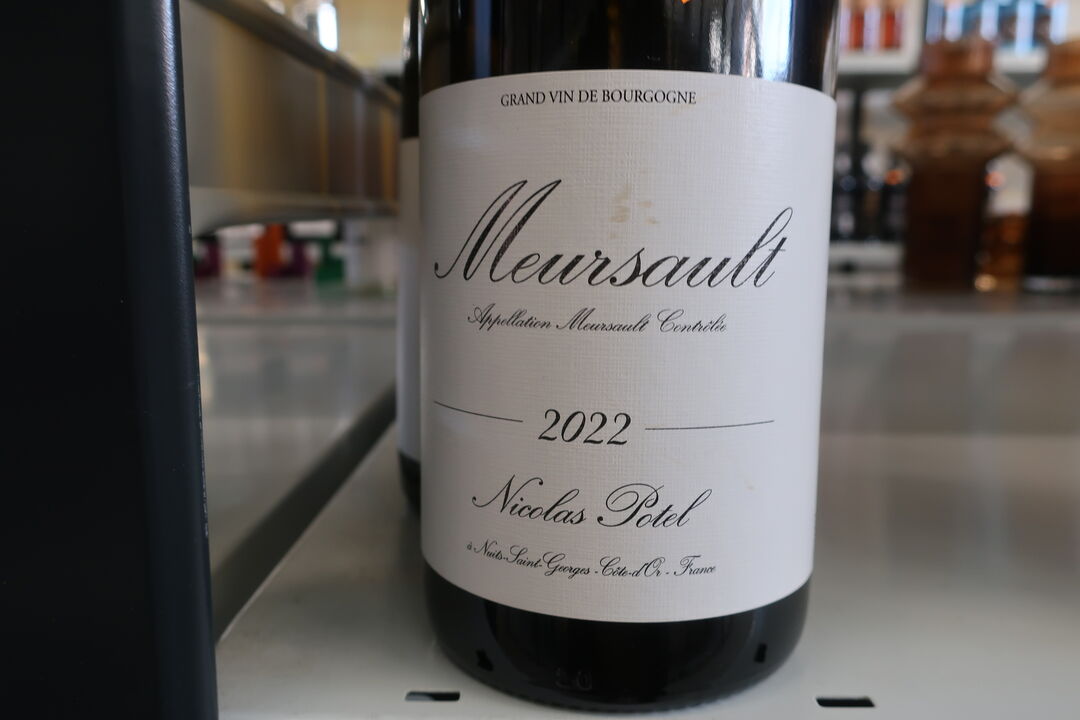 GRAND VIN DE BOURGOGNE
Meursault
Appellation Meursault Contrôlée
2022
Nicolas Potel
à Nuits-Saint-Georges - Côte-d'Or - France